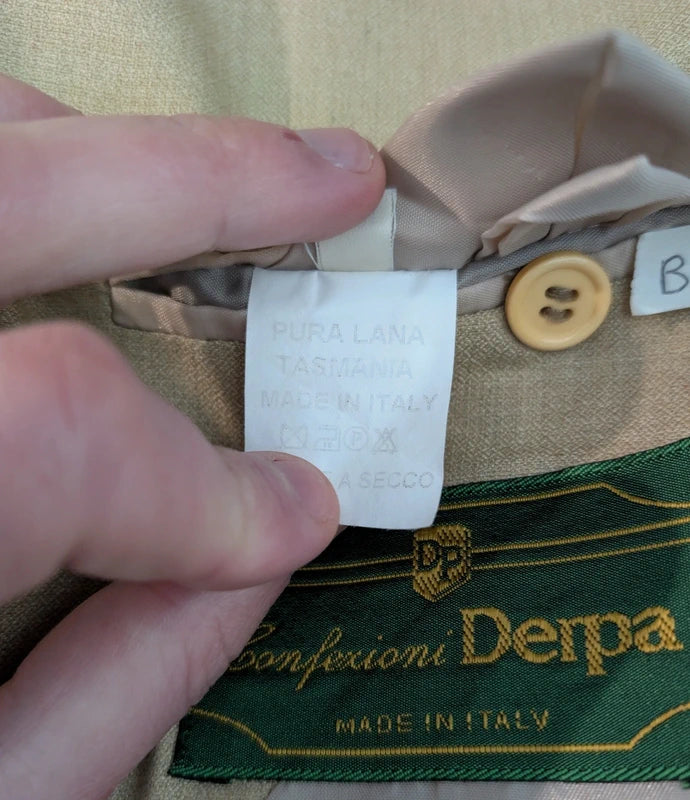 B
PURA LANA
TASMANIA
MADE IN ITALY
P
A SECCO
DP
Confezioni Derpa
MADE IN ITALY